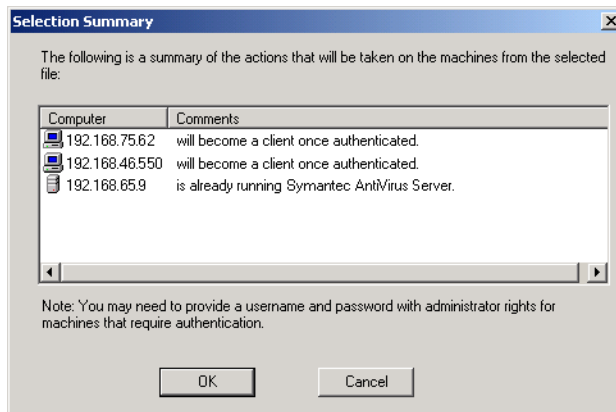 Selection Summary
The following is a summary of the actions that will be taken on the machines from the selected
file:
Computer Comments
192.168.75.62 will become a client once authenticated.
192.168.46.550 will become a client once authenticated.
192.168.65.9 is already running Symantec AntiVirus Server.
Note: You may need to provide a username and password with administrator rights for
machines that require authentication.
OK Cancel